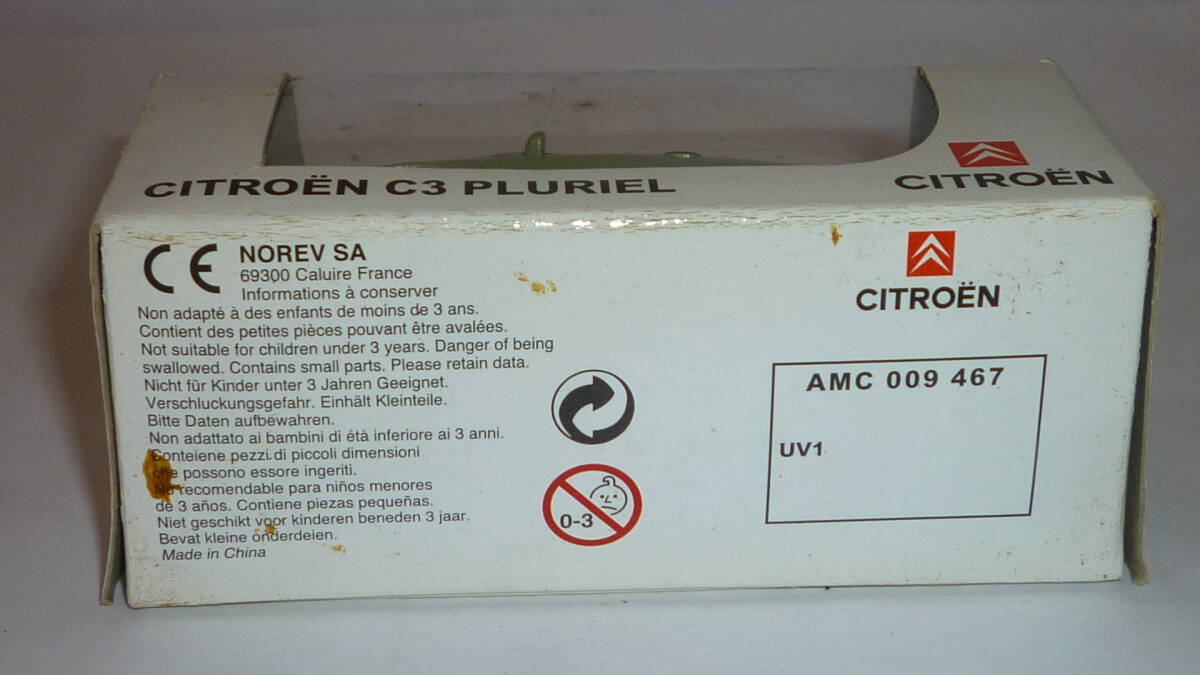 CITROËN C3 PLURIEL
CITROËN
CE
NOREV SA
69300 Caluire France
Informations à conserver
Non adapté à des enfants de moins de 3 ans.
Contient des petites pièces pouvant être avalées.
Not suitable for children under 3 years. Danger of being
swallowed. Contains small parts. Please retain data.
Nicht für Kinder unter 3 Jahren Geeignet.
Verschluckungsgefahr. Einhält Kleinteile.
Bitte Daten aufbewahren.
Non adattato ai bambini di étà inferiore ai 3 anni.
Conteiene pezzi di piccoli dimensioni
che possono essore ingeriti.
No recomendable para niños menores
de 3 años. Contiene piezas pequeñas.
Niet geschikt voor kinderen beneden 3 jaar.
Bevat kleine onderdeien.
Made in China
0-3
CITROËN
AMC 009 467
UV1